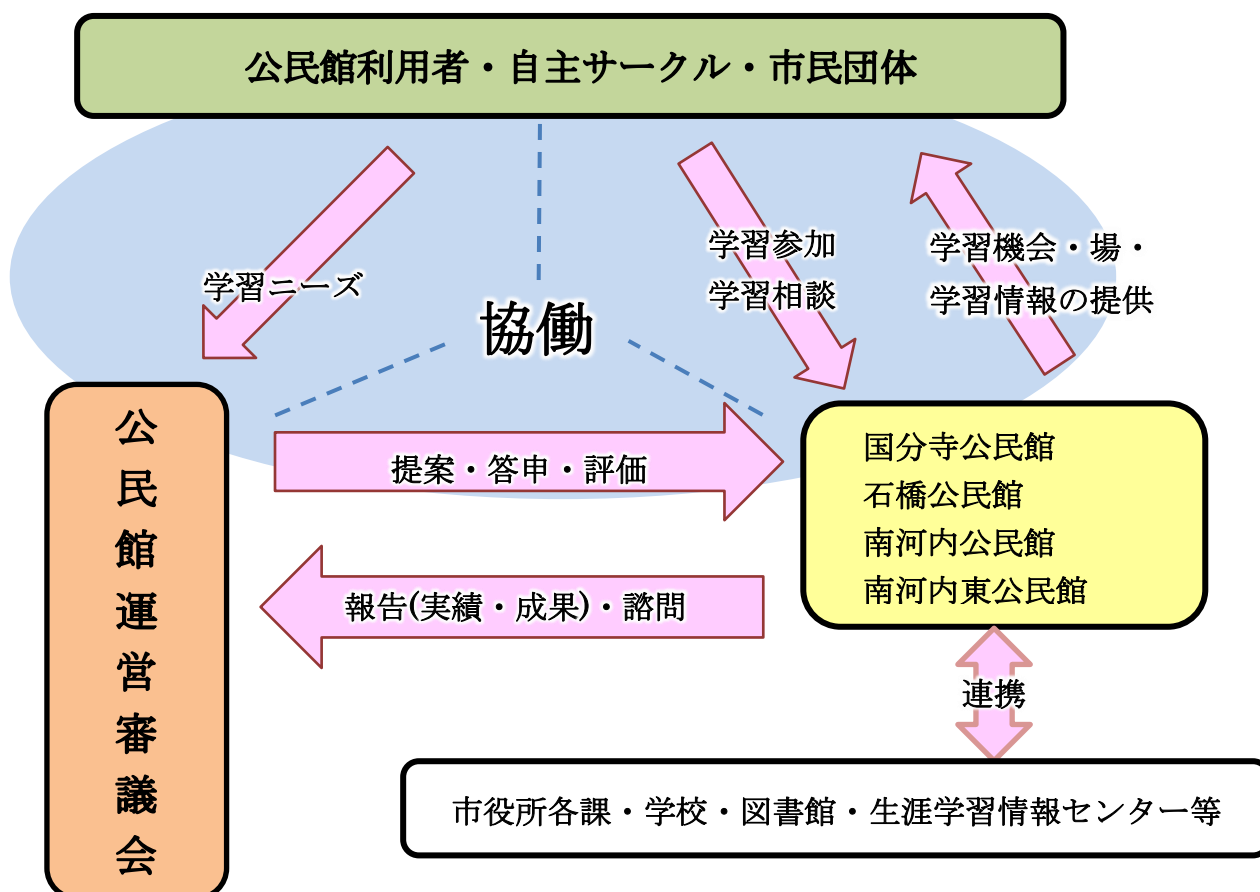 公民館利用者・自主サークル・市民団体
学習ニーズ
学習参加
学習相談
学習機会・場・
学習情報の提供
協働
公民館運営審議会
提案・答申・評価
国分寺公民館
石橋公民館
南河内公民館
南河内東公民館
報告(実績・成果)・諮問
連携
市役所各課・学校・図書館・生涯学習情報センター等